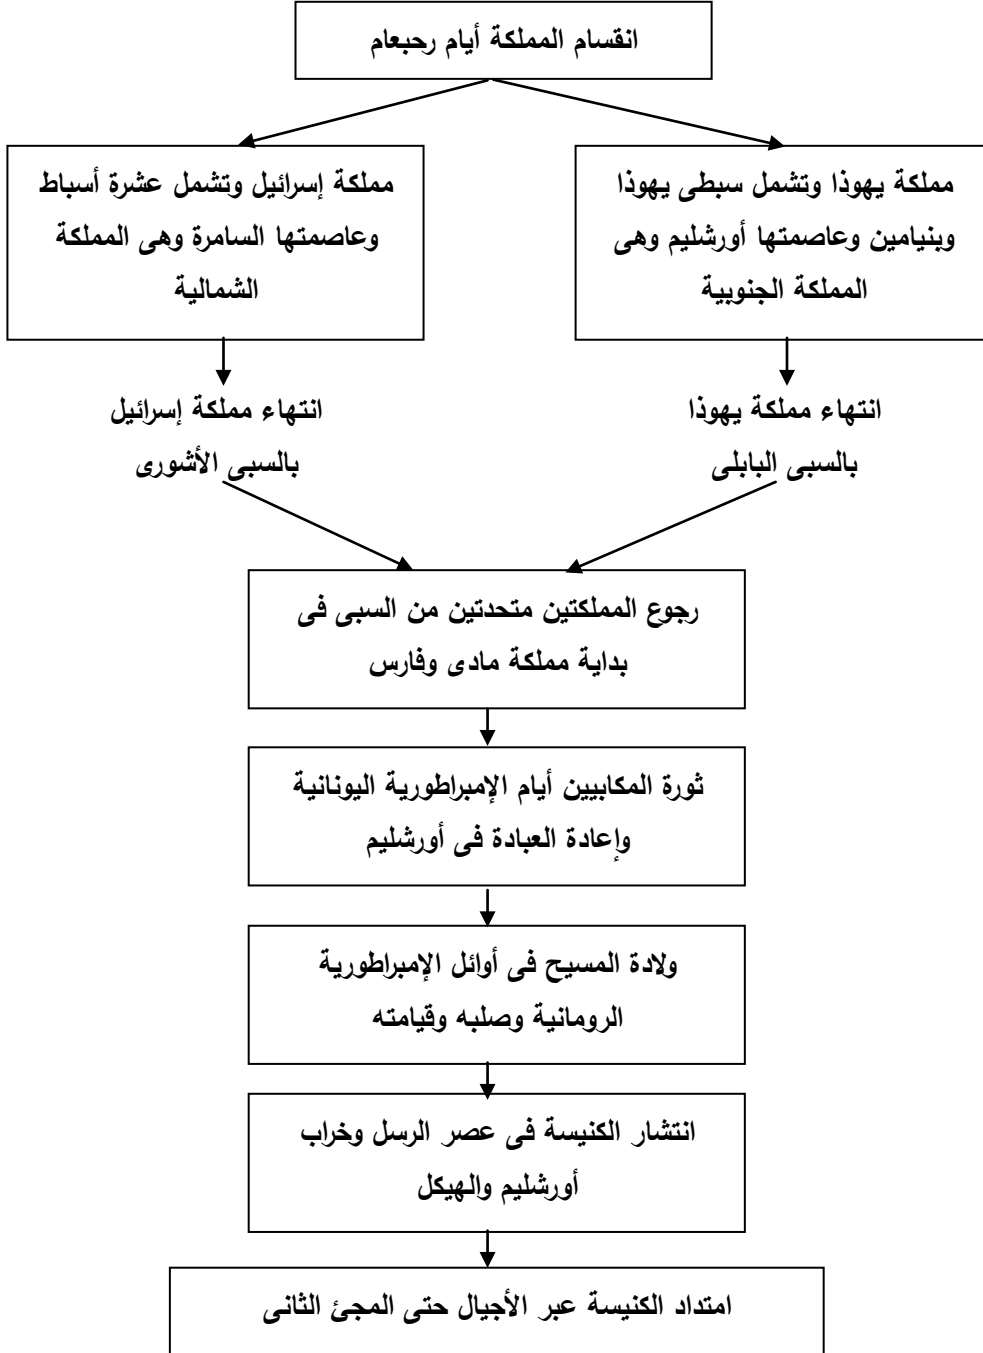 انقسام المملكة أيام رحبعام
مملكة يهوذا وتشمل سبطى يهوذا
وبنيامين وعاصمتها أورشليم وهى
المملكة الجنوبية
مملكة إسرائيل وتشمل عشرة أسباط
وعاصمتها السامرة وهى المملكة
الشمالية
انتهاء مملكة يهوذا
بالسبى البابلى
انتهاء مملكة إسرائيل
بالسبى الأشورى
رجوع المملكتين متحدتين من السبى فى
بداية مملكة مادى وفارس
ثورة المكابيين أيام الإمبراطورية اليونانية
وإعادة العبادة فى أورشليم
ولادة المسيح فى أوائل الإمبراطورية
الرومانية وصلبه وقيامته
انتشار الكنيسة فى عصر الرسل وخراب
أورشليم والهيكل
امتداد الكنيسة عبر الأجيال حتى المجئ الثانى